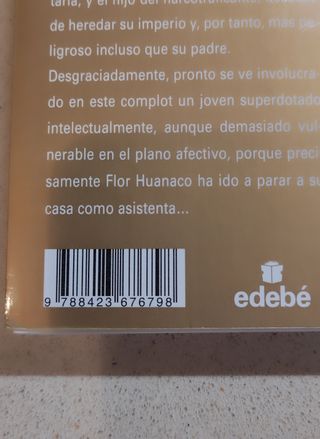 taria, y el hijo del narcotraficante,
de heredar su imperio y, por tanto, más pe-
ligroso incluso que su padre.
Desgraciadamente, pronto se ve involucra-
do en este complot un joven superdotado
intelectualmente, aunque demasiado vul-
nerable en el plano afectivo, porque preci-
samente Flor Huanaco ha ido a parar a su
casa como asistenta...
9 788423 676798
edebé